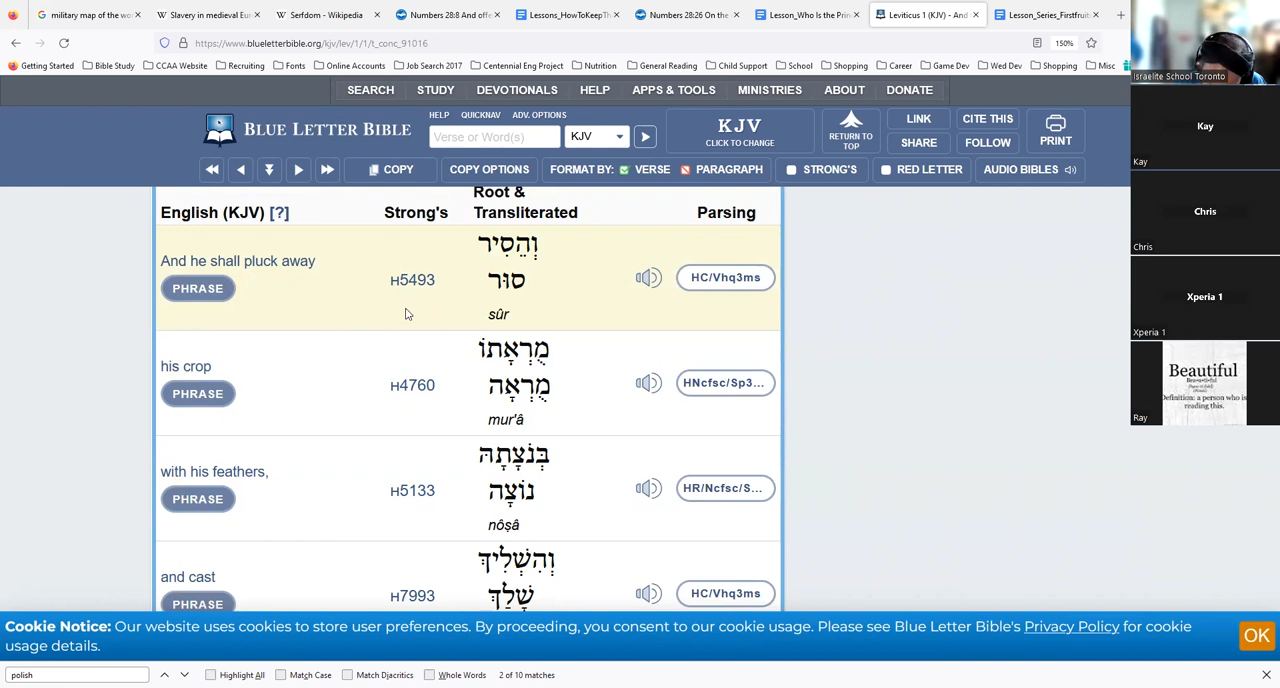 military map of the wo
Slavery in medieval Eu
Serfdom - Wikipedia
Numbers 28:8 And offe
Lessons_HowToKeepTh
Numbers 28:26 On the
Lesson_Who Is the Prin
Leviticus 1 (KJV) - And
Lesson_Series_Firstfruit
https://www.blueletterbible.org/kjv/lev/1/1/t_conc_91016
150%
Getting Started
Bible Study
CCAA Website
Recruiting
Fonts
Online Accounts
Job Search 2017
Centennial Eng Project
Nutrition
General Reading
Child Support
School
Shopping
Career
Game Dev
Wed Dev
Shopping
Misc
SEARCH STUDY DEVOTIONALS HELP APPS & TOOLS MINISTRIES ABOUT DONATE
BLUE LETTER BIBLE
HELP QUICKNAV ADV. OPTIONS
Verse or Word(s)
KJV
KJV
CLICK TO CHANGE
RETURN TO
TOP
LINK
CITE THIS
SHARE
FOLLOW
PRINT
COPY
COPY OPTIONS
FORMAT BY: VERSE PARAGRAPH
STRONG'S
RED LETTER
AUDIO BIBLES
English (KJV) [?]
Strong's
Root &
Transliterated
Parsing
And he shall pluck away
PHRASE
H5493
וְהֵסִיר
סוּר
sûr
HC/Vhq3ms
his crop
PHRASE
H4760
מֻרְאָתוֹ
מֻרְאָה
mur'â
HNcfsc/Sp3...
with his feathers,
PHRASE
H5133
בְּנֹצָתָהּ
נוֹצָה
nôṣâ
HR/Ncfsc/S...
and cast
PHRASE
H7993
וְהִשְׁלִיךְ
שָׁלַךְ
HC/Vhq3ms
Cookie Notice: Our website uses cookies to store user preferences. By proceeding, you consent to our cookie usage. Please see Blue Letter Bible's Privacy Policy for cookie
usage details.
OK
polish
Highlight All
Match Case
Match Diacritics
Whole Words
2 of 10 matches
Israelite School Toronto
Kay
Kay
Chris
Chris
Xperia 1
Xperia 1
Beautiful
Definition: a person who is
reading this.
Ray